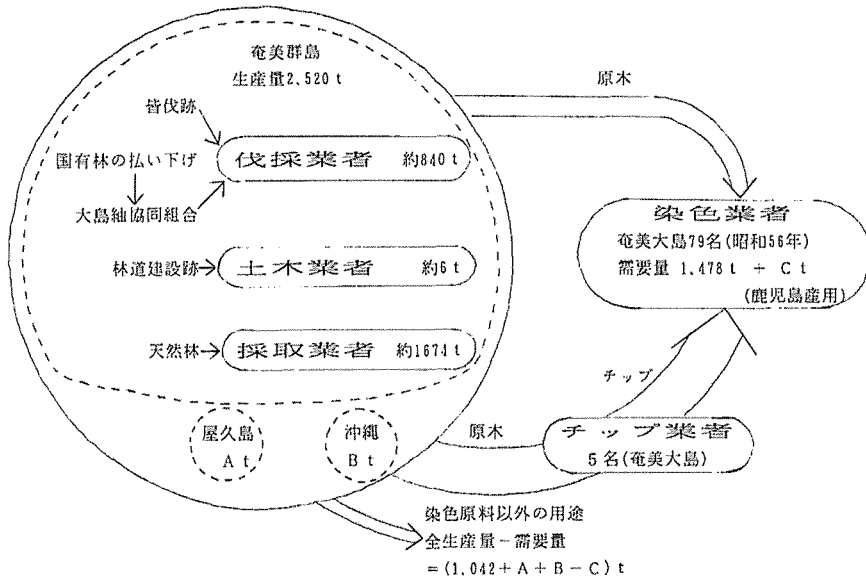 奄美群島
生産量2,520 t
原木
皆伐跡
国有林の払い下げ
伐採業者 約840 t
大島紬協同組合
染色業者
奄美大島79名(昭和56年)
需要量 1,478 t + C t
(鹿児島産用)
林道建設跡
土木業者 約6 t
天然林
採取業者 約1674 t
チップ
屋久島
A t
沖縄
B t
原木
チップ業者
5名(奄美大島)
染色原料以外の用途
全生産量－需要量
=(1,042+A+B-C) t